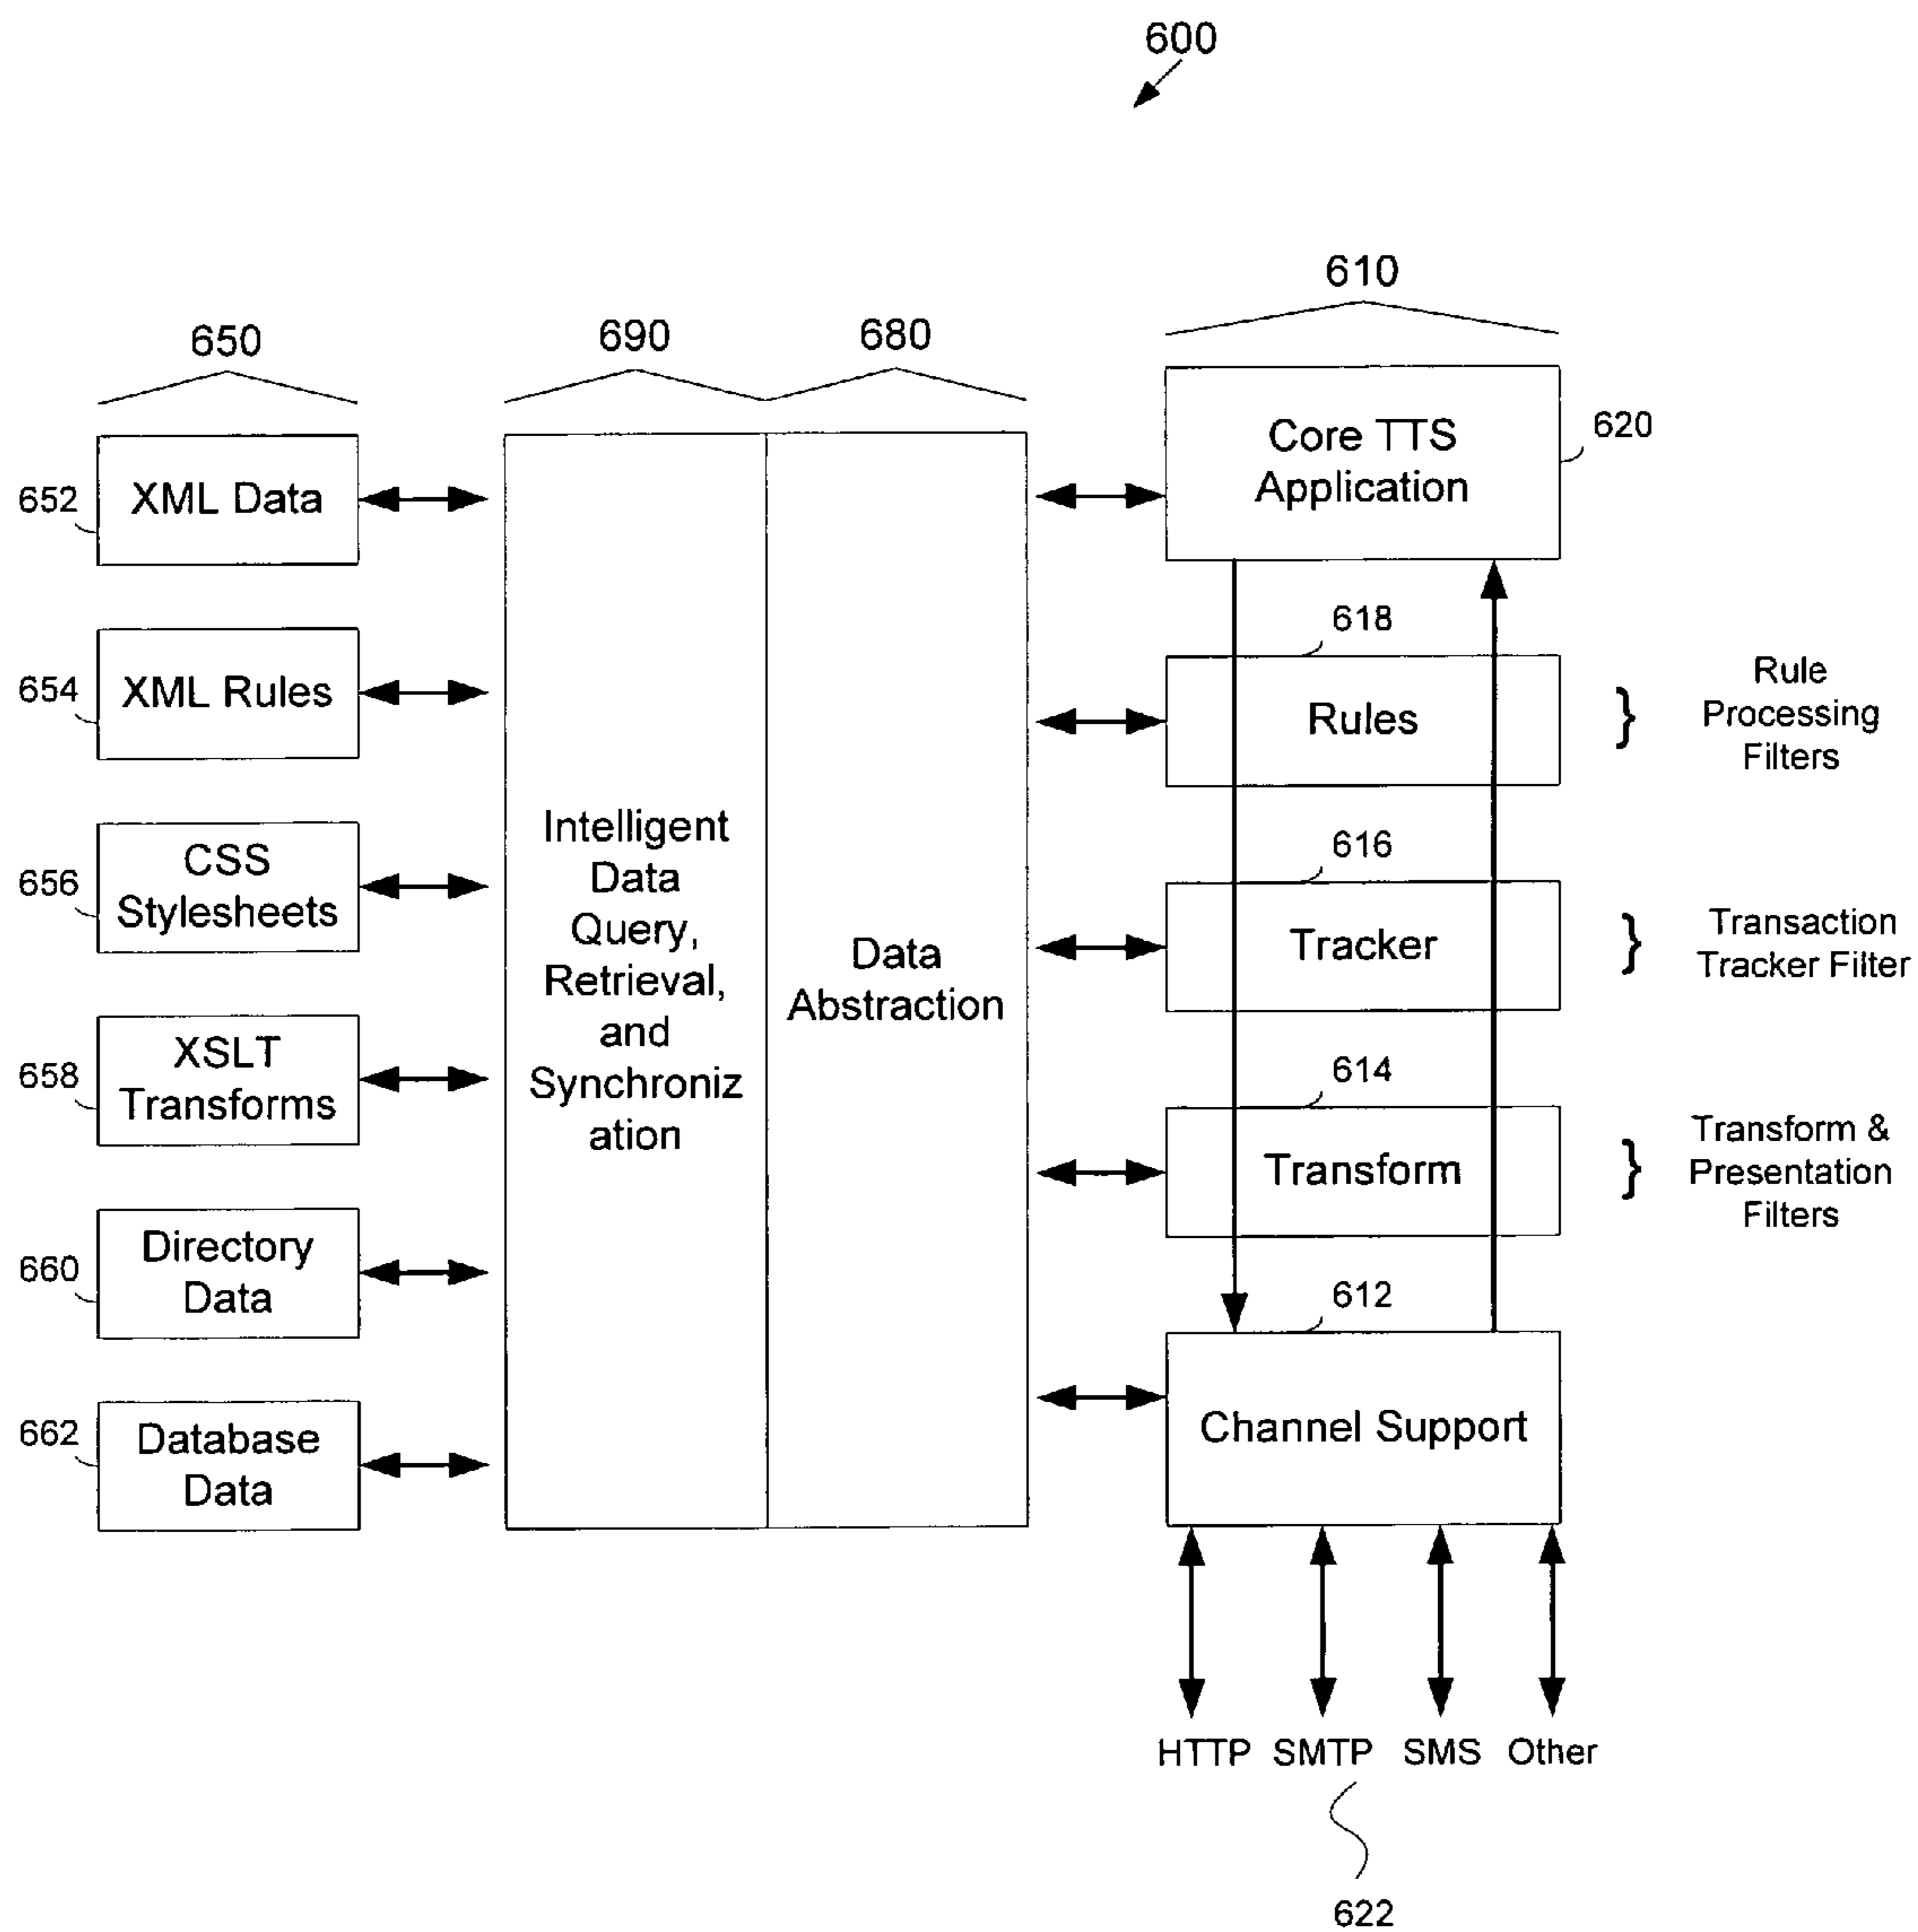 600
610
650
690
680
Core TTS
Application
620
652
XML Data
618
654
XML Rules
Rules
Rule
Processing
Filters
Intelligent
Data
Query,
Retrieval,
and
Synchroniz
ation
Data
Abstraction
656
CSS
Stylesheets
616
Tracker
Transaction
Tracker Filter
658
XSLT
Transforms
614
Transform
Transform &
Presentation
Filters
660
Directory
Data
612
662
Database
Data
Channel Support
HTTP SMTP SMS Other
622